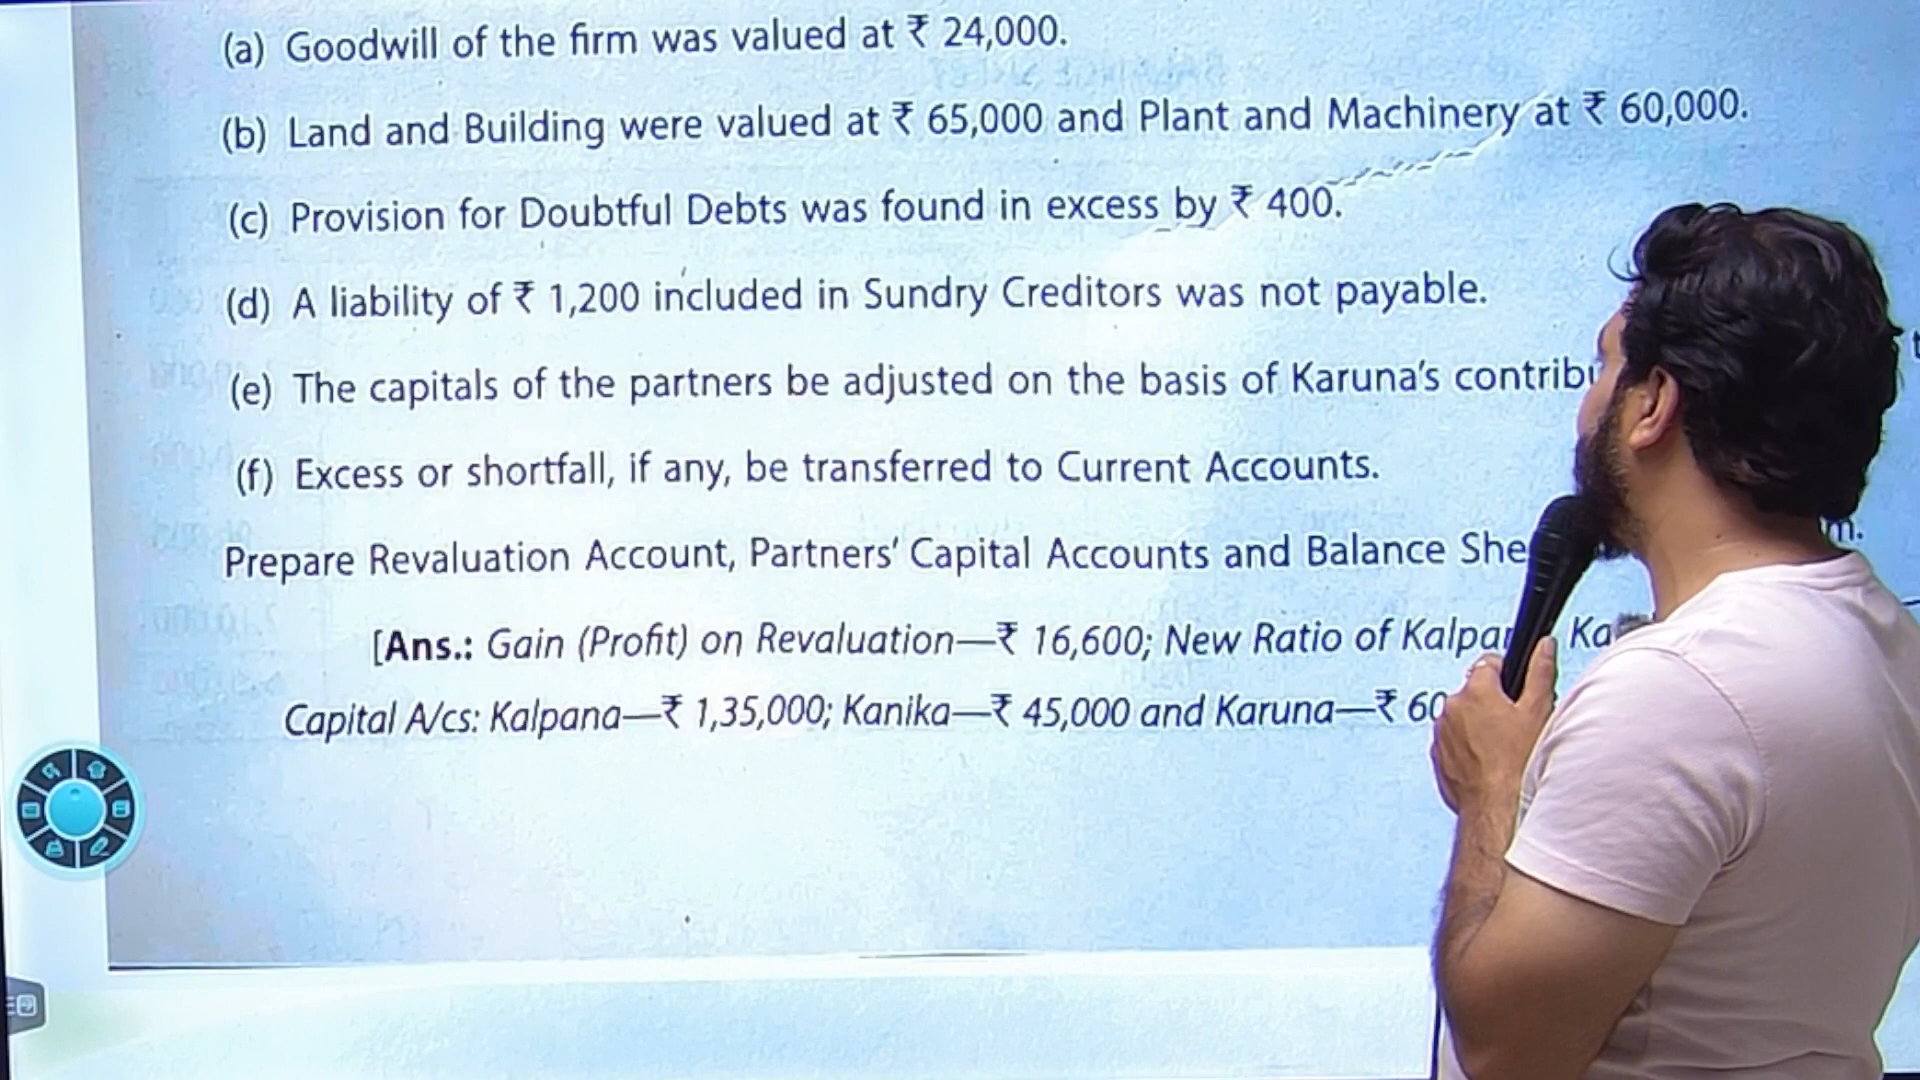 (a) Goodwill of the firm was valued at ₹ 24,000.
(b) Land and Building were valued at ₹ 65,000 and Plant and Machinery at ₹ 60,000.
(c) Provision for Doubtful Debts was found in excess by ₹ 400.
(d) A liability of ₹ 1,200 included in Sundry Creditors was not payable.
(e) The capitals of the partners be adjusted on the basis of Karuna's
(f) Excess or shortfall, if any, be transferred to Current Accounts.
Prepare Revaluation Account, Partners' Capital Accounts and Balance
[Ans.: Gain (Profit) on Revaluation—₹ 16,600; New Ratio of
Capital A/cs: Kalpana—₹ 1,35,000; Kanika—₹ 45,000 and Karuna—₹